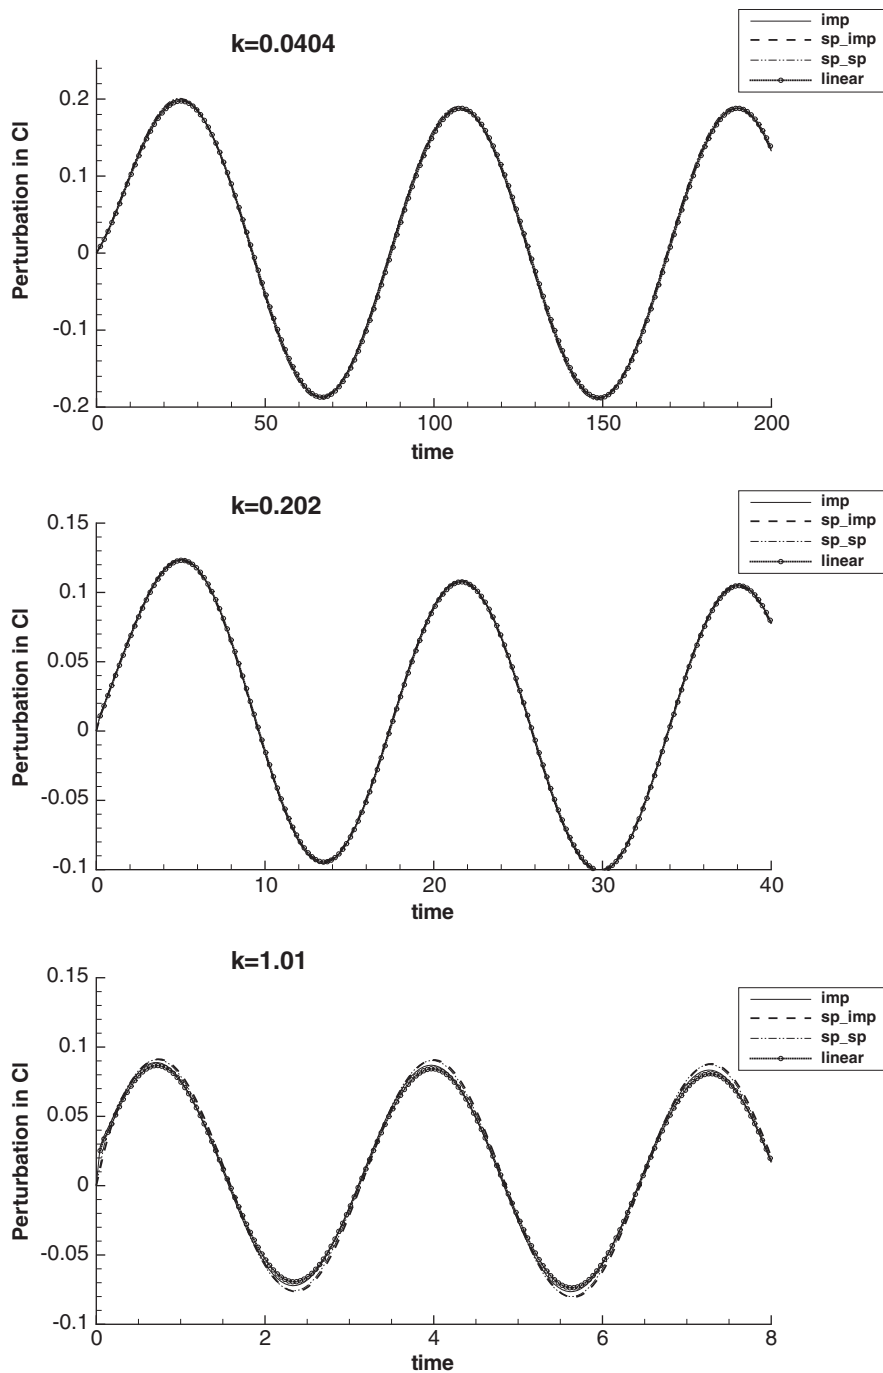 k=0.0404
imp
sp_imp
sp_sp
linear
Perturbation in Cl
0.2
0.1
0
-0.1
-0.2
0
50
100
150
200
time
k=0.202
imp
sp_imp
sp_sp
linear
Perturbation in Cl
0.15
0.1
0.05
0
-0.05
-0.1
0
10
20
30
40
time
k=1.01
imp
sp_imp
sp_sp
linear
Perturbation in Cl
0.15
0.1
0.05
0
-0.05
-0.1
0
2
4
6
8
time